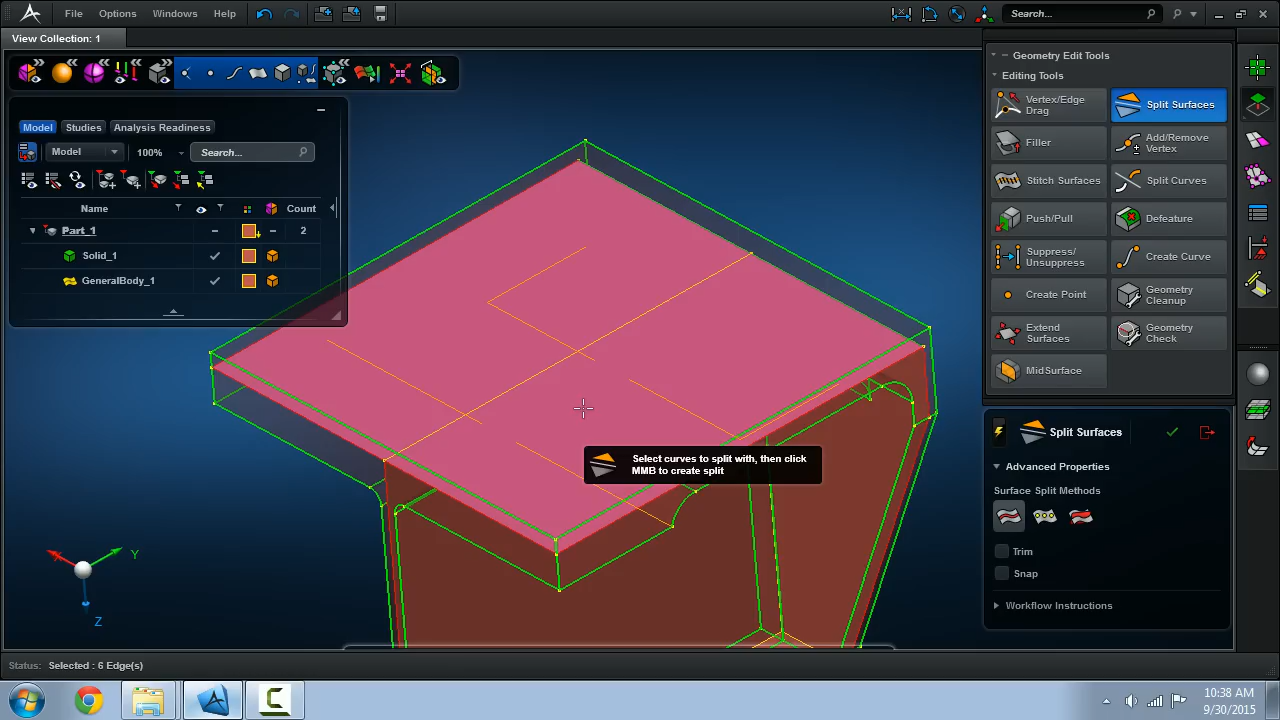 File
Options
Windows
Help
Search...
View Collection: 1
Model
Studies
Analysis Readiness
Model
100%
Search...
Name
Count
Part_1
2
Solid_1
GeneralBody_1
Select curves to split with, then click
MMB to create split
Y
Z
Geometry Edit Tools
Editing Tools
Vertex/Edge
Drag
Split Surfaces
Filler
Add/Remove
Vertex
Stitch Surfaces
Split Curves
Push/Pull
Defeature
Suppress/
Unsuppress
Create Curve
Create Point
Geometry
Cleanup
Extend
Surfaces
Geometry
Check
MidSurface
Split Surfaces
Advanced Properties
Surface Split Methods
Trim
Snap
Workflow Instructions
Status: Selected : 6 Edge(s)
10:38 AM
9/30/2015